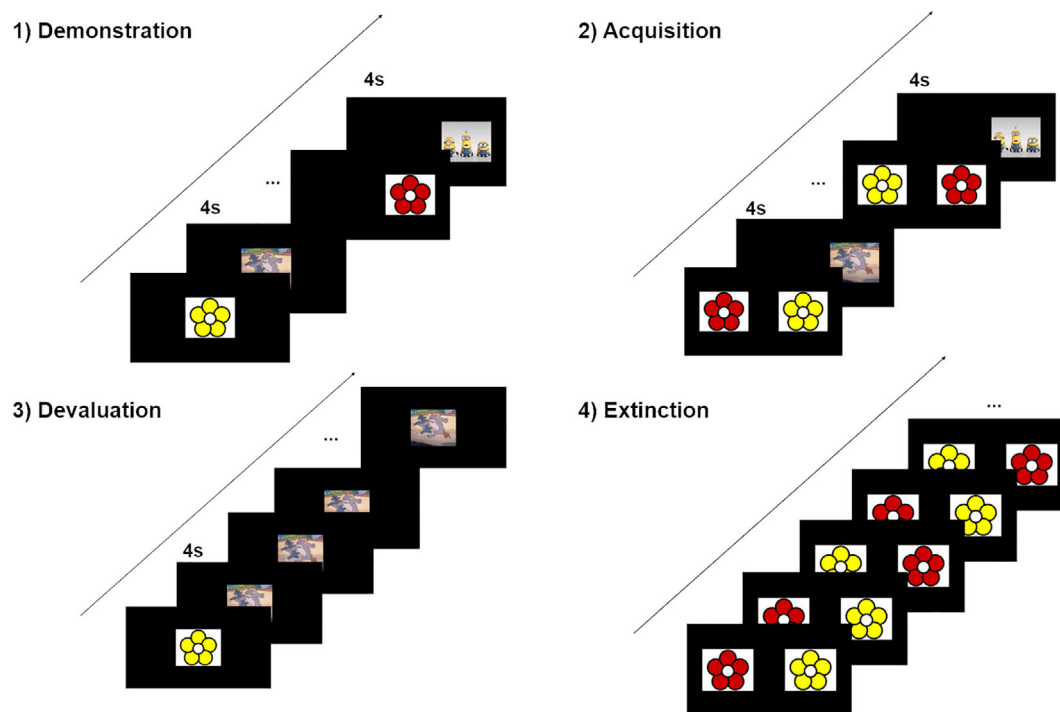 1) Demonstration
4s
...
4s
2) Acquisition
4s
...
4s
3) Devaluation
...
4s
4) Extinction
...